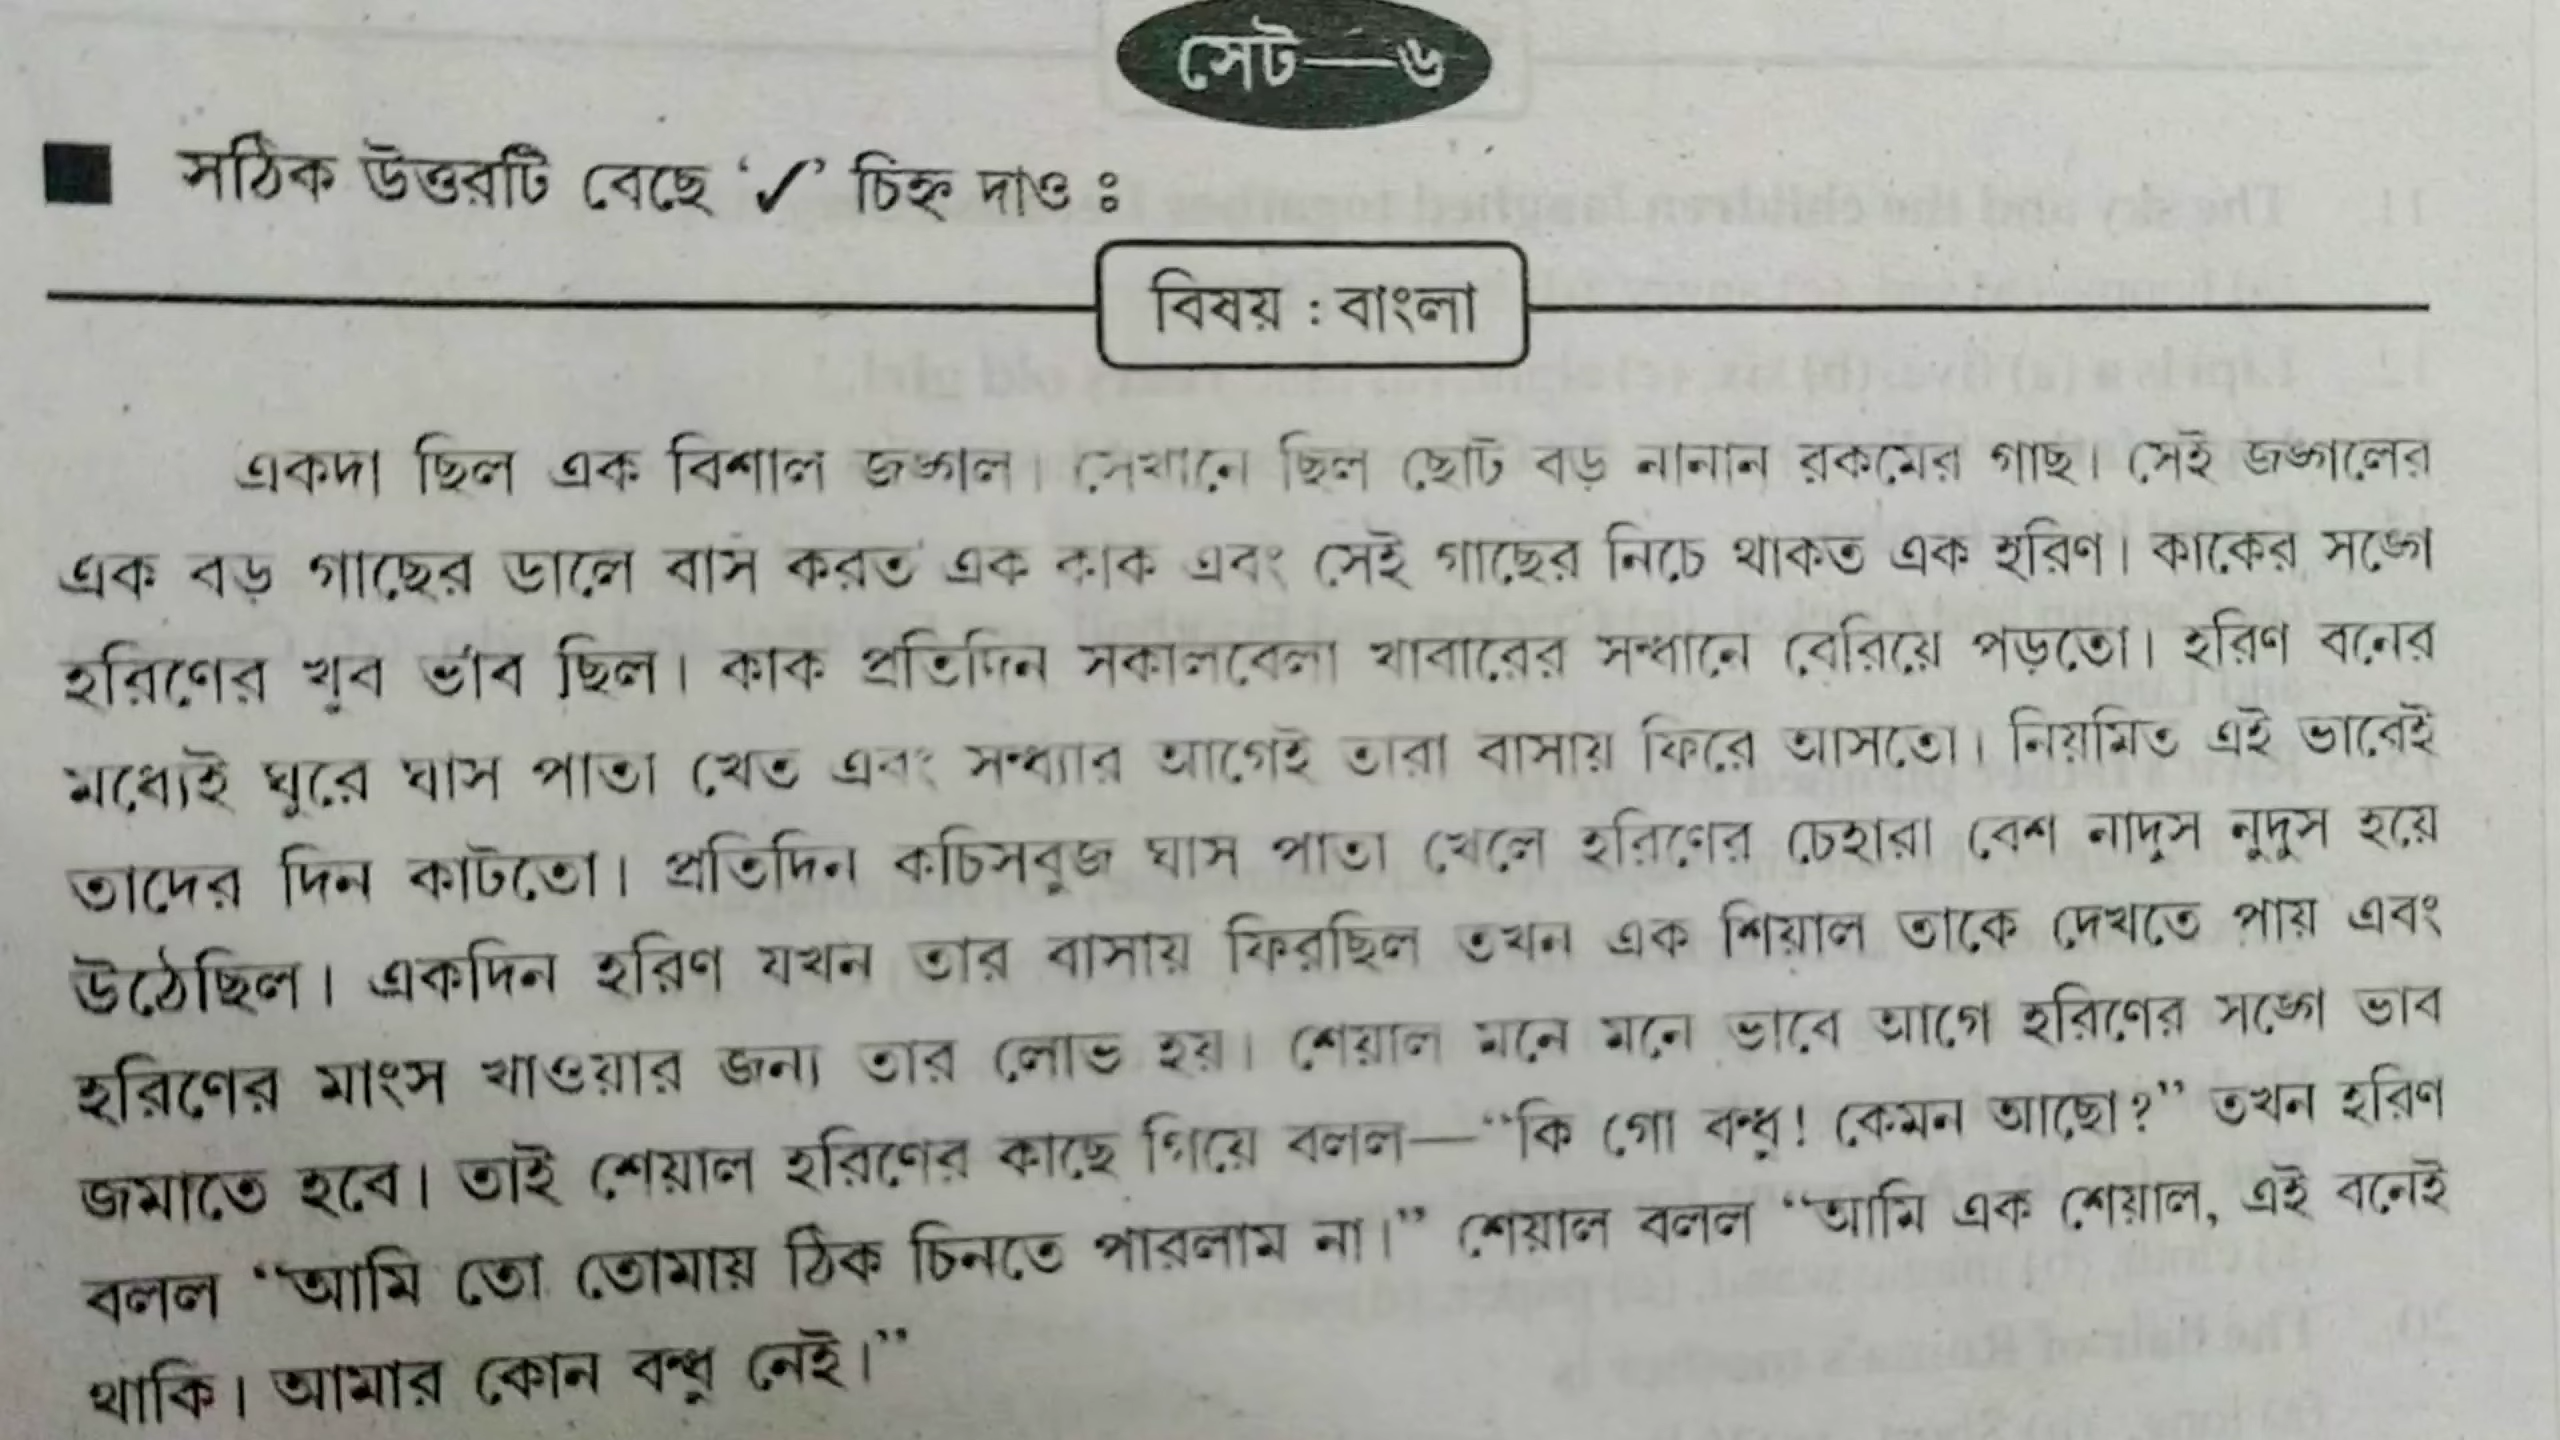 সেট—৬
■ সঠিক উত্তরটি বেছে ‘✓’ চিহ্ন দাও :
বিষয় : বাংলা
একদা ছিল এক বিশাল জঙ্গল। সেখানে ছিল ছোট বড় নানান রকমের গাছ। সেই জঙ্গলের
এক বড় গাছের ডালে বাস করত এক কাক এবং সেই গাছের নিচে থাকত এক হরিণ। কাকের সঙ্গে
হরিণের খুব ভাব ছিল। কাক প্রতিদিন সকালবেলা খাবারের সন্ধানে বেরিয়ে পড়তো। হরিণ বনের
মধ্যেই ঘুরে ঘাস পাতা খেত এবং সন্ধ্যার আগেই তারা বাসায় ফিরে আসতো। নিয়মিত এই ভাবেই
তাদের দিন কাটতো। প্রতিদিন কচিসবুজ ঘাস পাতা খেলে হরিণের চেহারা বেশ নাদুস নুদুস হয়ে
উঠেছিল। একদিন হরিণ যখন তার বাসায় ফিরছিল তখন এক শিয়াল তাকে দেখতে পায় এবং
হরিণের মাংস খাওয়ার জন্য তার লোভ হয়। শেয়াল মনে মনে ভাবে আগে হরিণের সঙ্গে ভাব
জমাতে হবে। তাই শেয়াল হরিণের কাছে গিয়ে বলল—“কি গো বন্ধু! কেমন আছো?” তখন হরিণ
বলল “আমি তো তোমায় ঠিক চিনতে পারলাম না।” শেয়াল বলল “আমি এক শেয়াল, এই বনেই
থাকি। আমার কোন বন্ধু নেই।”